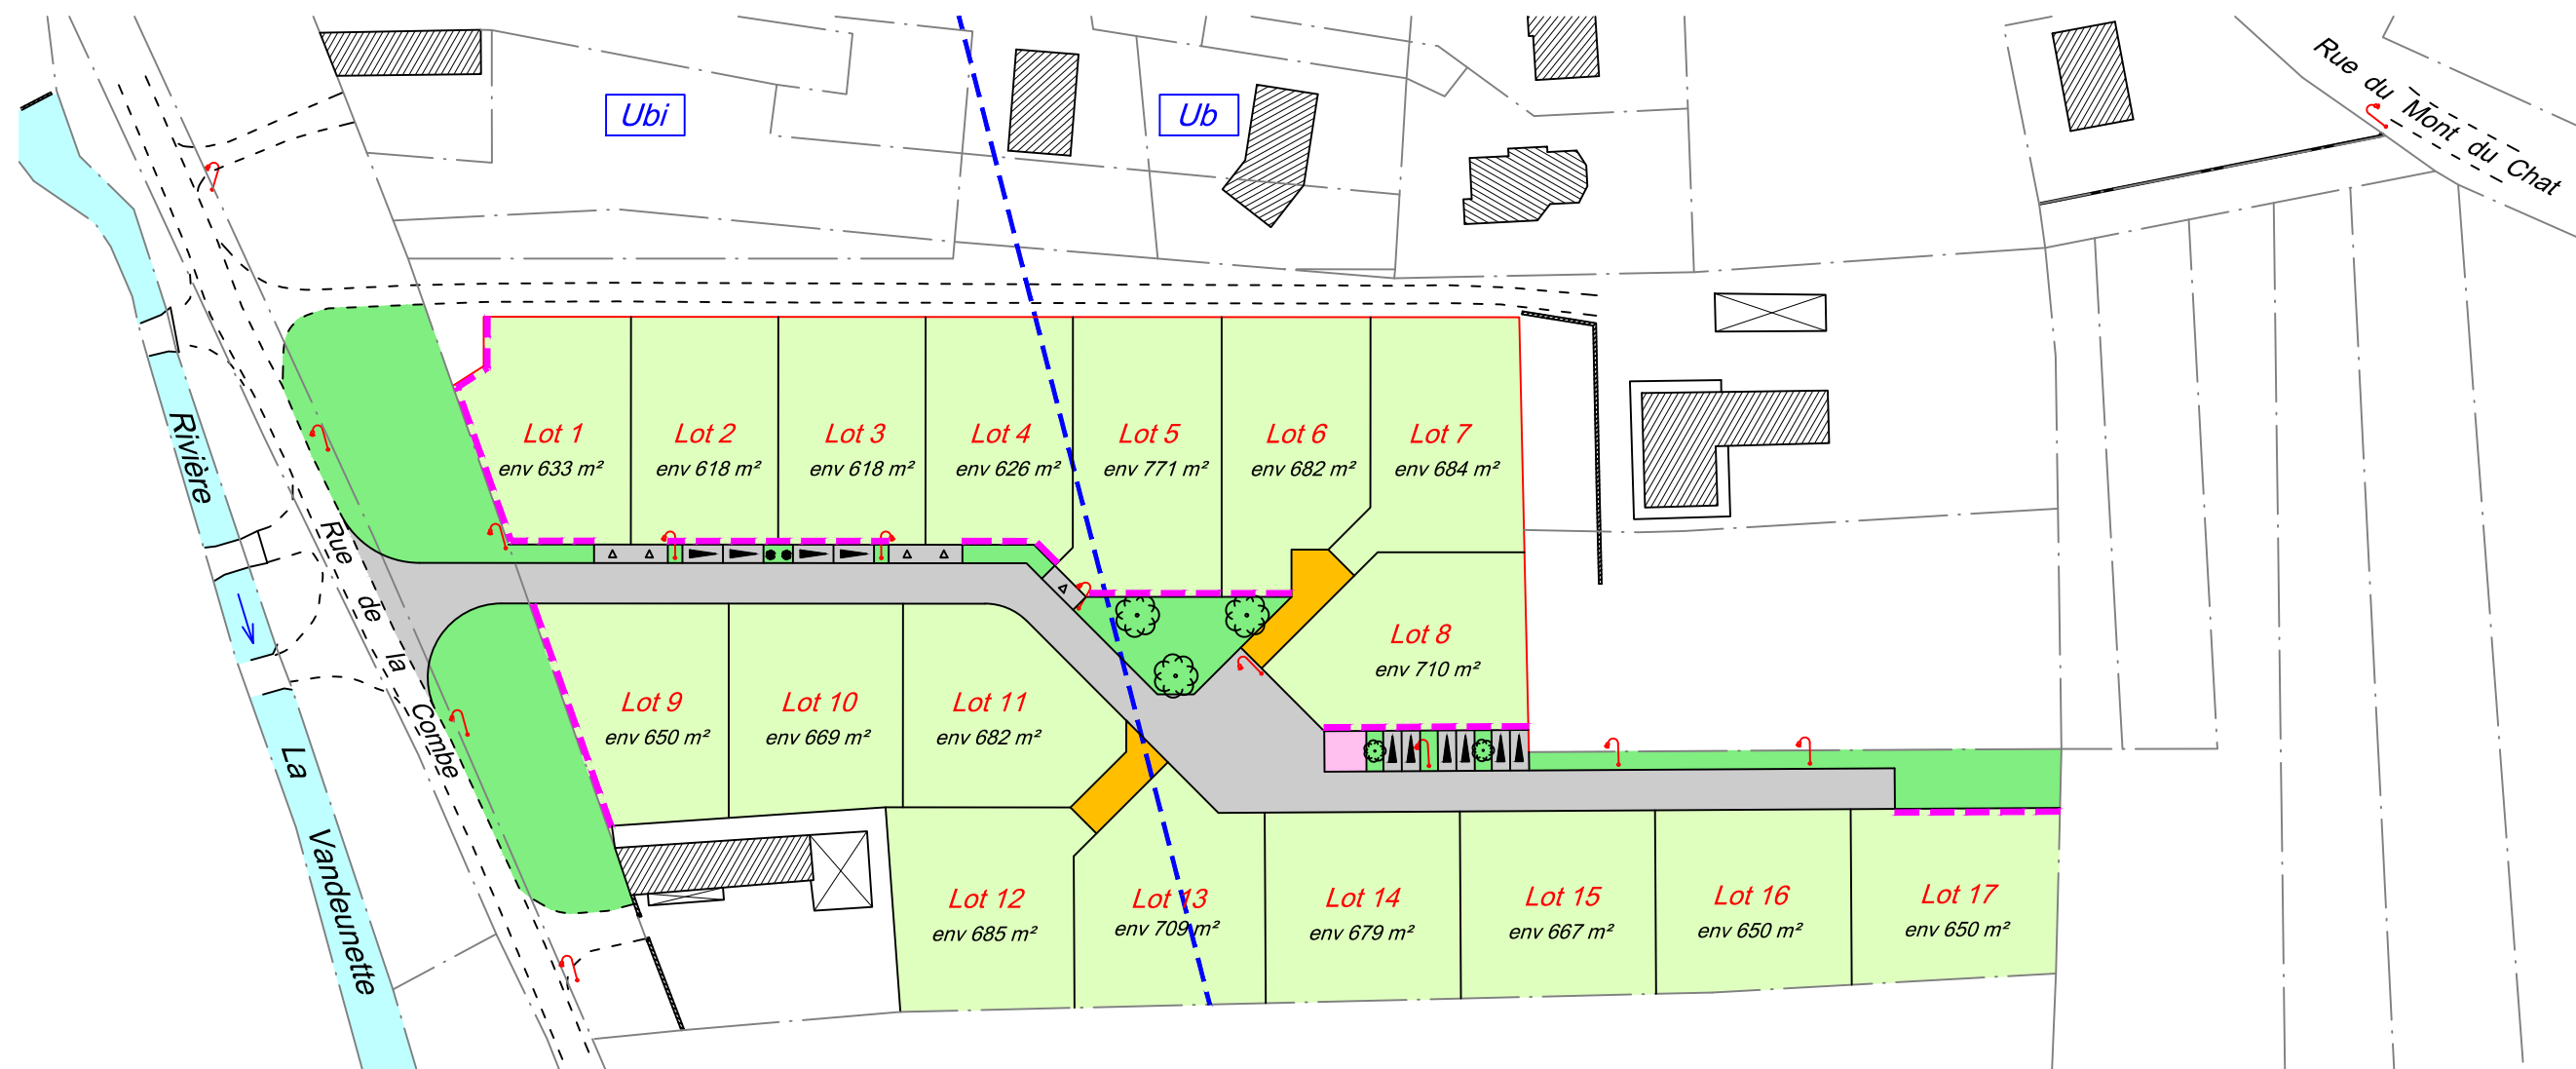 Ubi
Ub
Rue du Mont du Chat
Rivière
La
Vandeunette
Rue de la Combe
Lot 1
env 633 m²
Lot 2
env 618 m²
Lot 3
env 618 m²
Lot 4
env 626 m²
Lot 5
env 771 m²
Lot 6
env 682 m²
Lot 7
env 684 m²
Lot 8
env 710 m²
Lot 9
env 650 m²
Lot 10
env 669 m²
Lot 11
env 682 m²
Lot 12
env 685 m²
Lot 13
env 709 m²
Lot 14
env 679 m²
Lot 15
env 667 m²
Lot 16
env 650 m²
Lot 17
env 650 m²